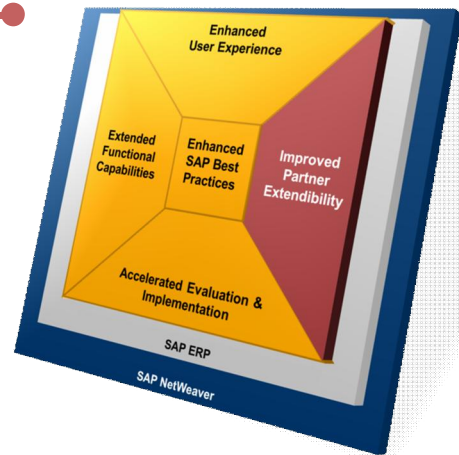 Enhanced
User Experience
Extended
Functional
Capabilities
Enhanced
SAP Best
Practices
Improved
Partner
Extendibility
Accelerated Evaluation &
Implementation
SAP ERP
SAP NetWeaver